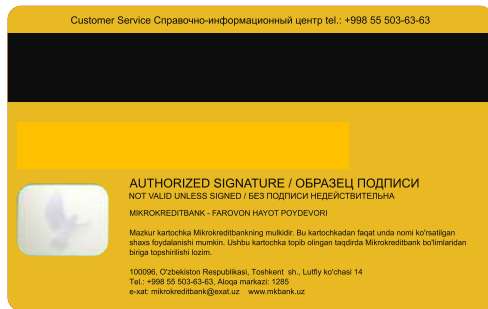 Customer Service Справочно-информационный центр tel.: +998 55 503-63-63
AUTHORIZED SIGNATURE / ОБРАЗЕЦ ПОДПИСИ
NOT VALID UNLESS SIGNED / БЕЗ ПОДПИСИ НЕДЕЙСТВИТЕЛЬНА
MIKROKREDITBANK - FAROVON HAYOT POYDEVORI
Mazkur kartochka Mikrokreditbankning mulkidir. Bu kartochkadan faqat unda nomi ko'rsatilgan
shaxs foydalanishi mumkin. Ushbu kartochka topib olingan taqdirda Mikrokreditbank bo'limlaridan
biriga topshirilishi lozim.
100096, O'zbekiston Respublikasi, Toshkent sh., Lutfiy ko'chasi 14
Tel.: +998 55 503-63-63, Aloqa markazi: 1285
e-xat: mikrokreditbank@exat.uz www.mkbank.uz